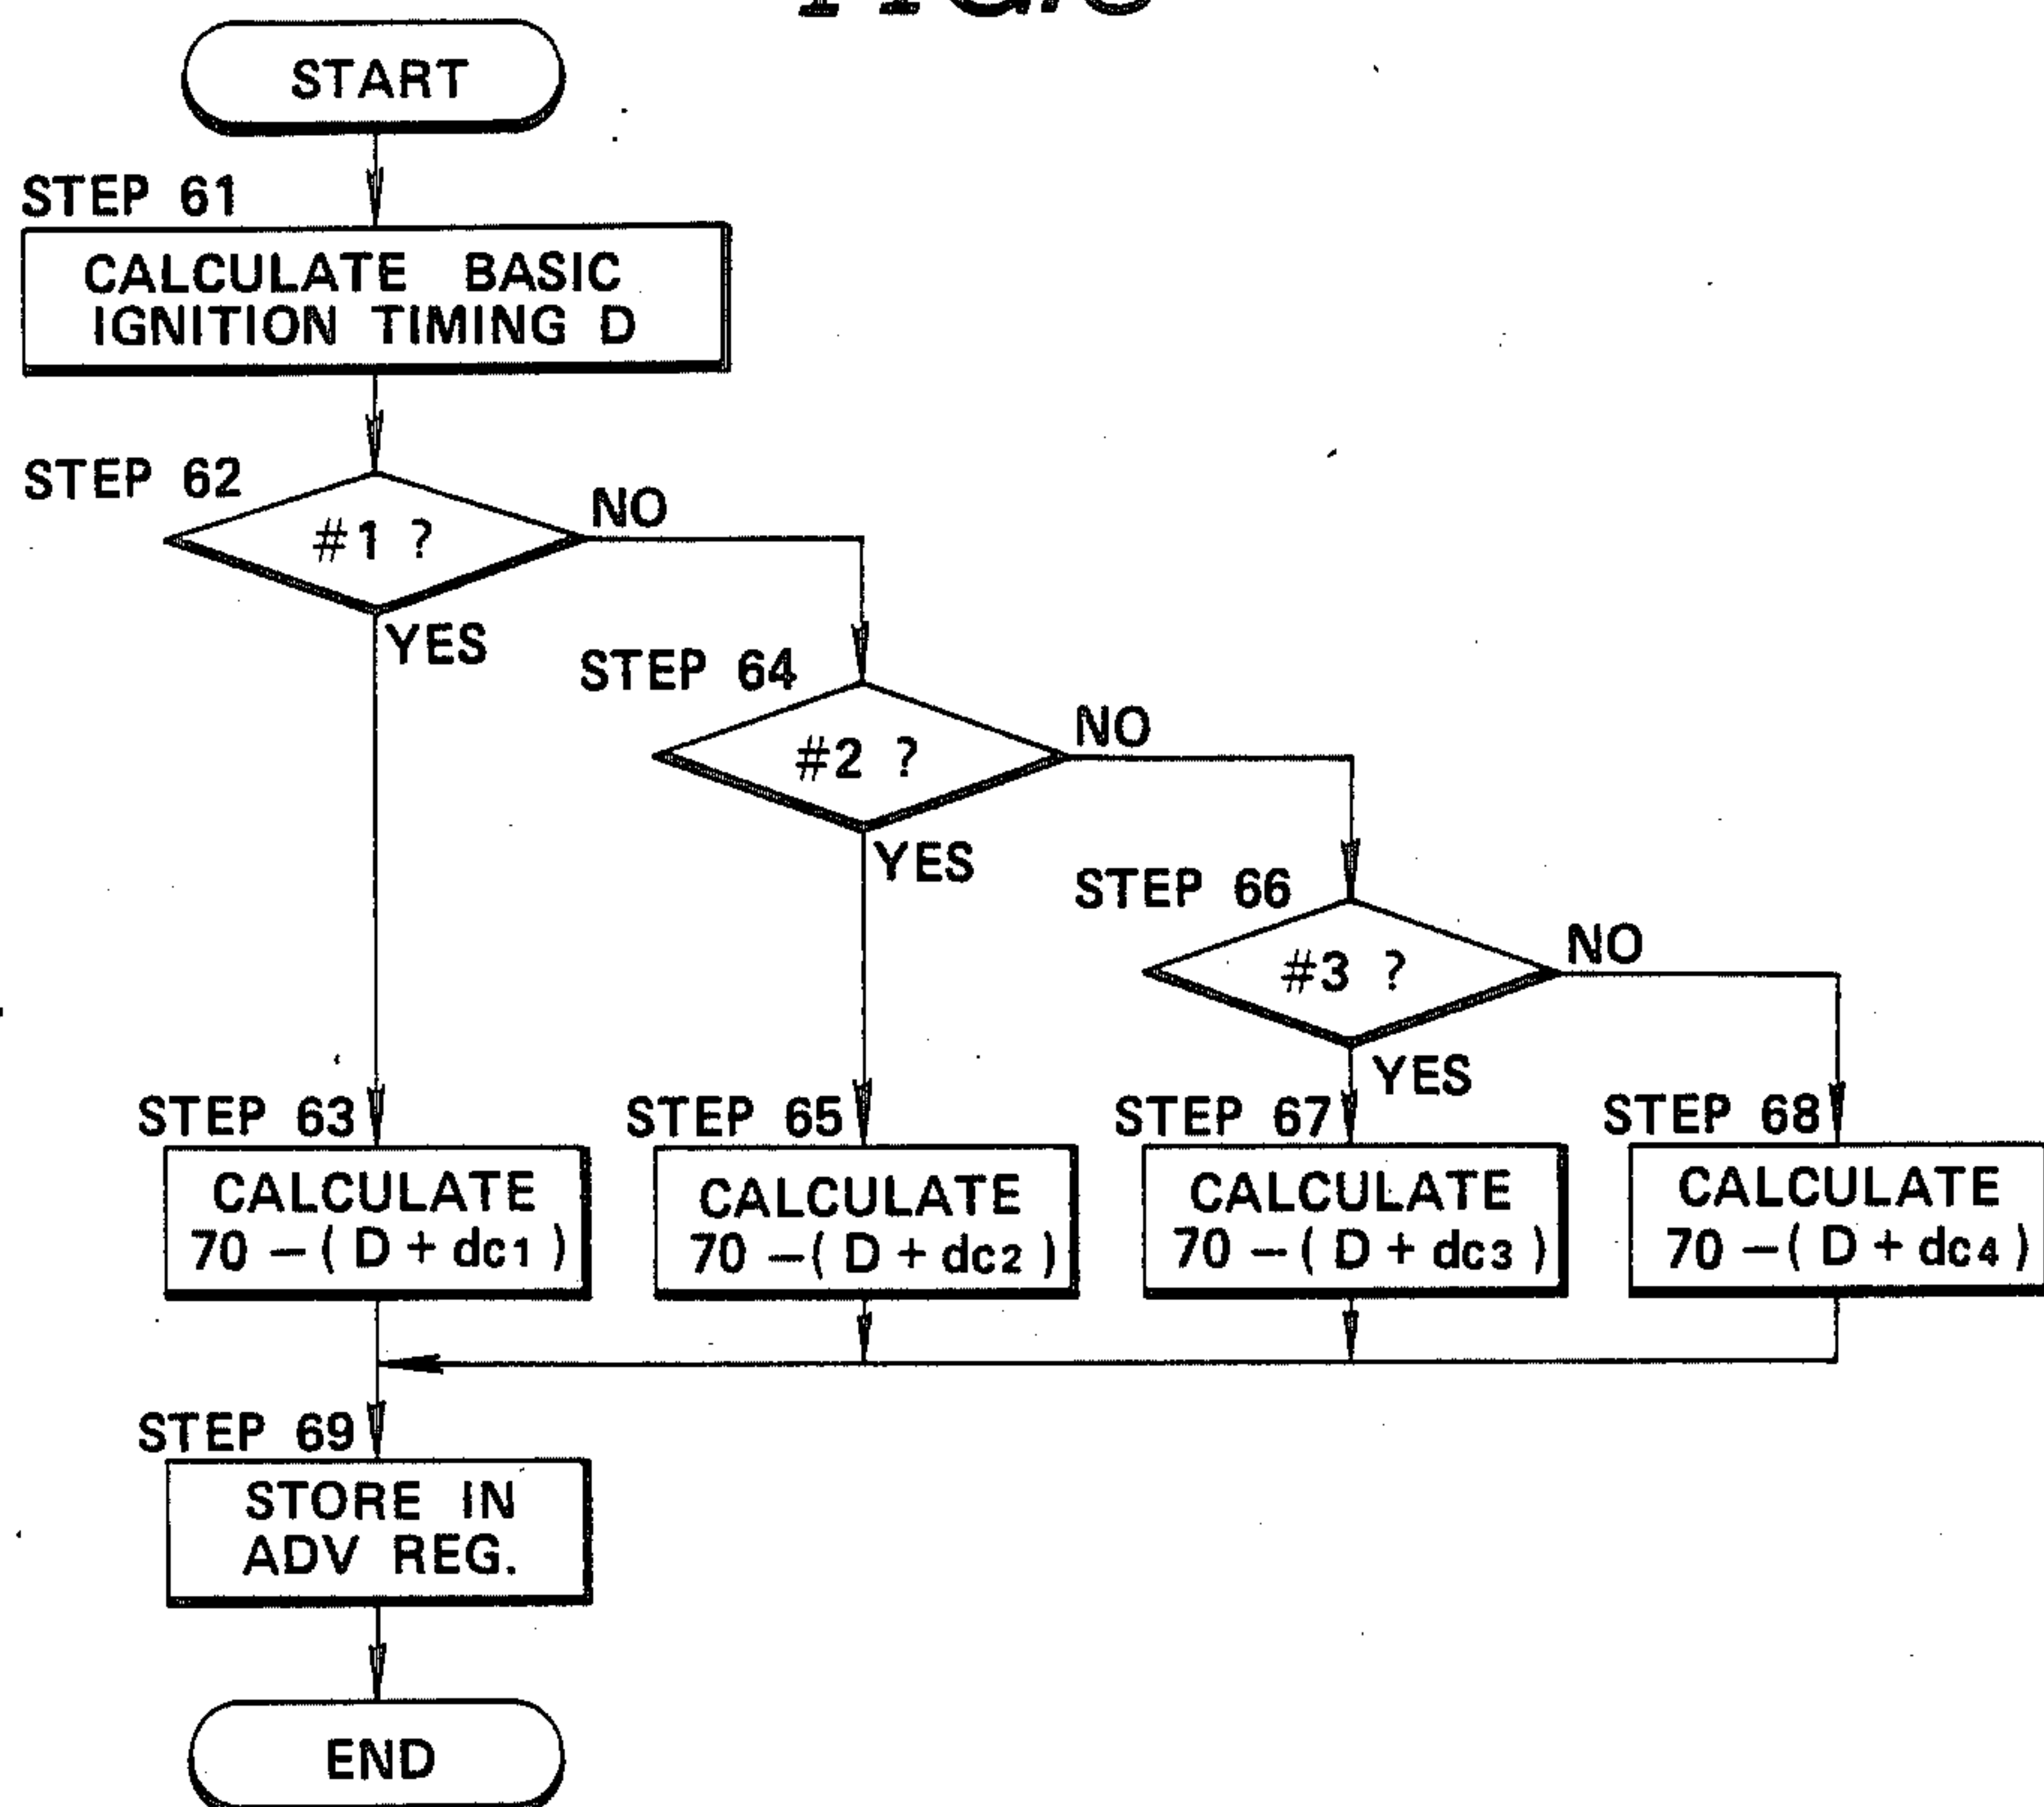 START
STEP 61
CALCULATE BASIC
IGNITION TIMING D
STEP 62
#1 ?
NO
YES
STEP 64
#2 ?
NO
YES
STEP 66
#3 ?
NO
YES
STEP 63
CALCULATE
70 – ( D + dc1 )
STEP 65
CALCULATE
70 – ( D + dc2 )
STEP 67
CALCULATE
70 – ( D + dc3 )
STEP 68
CALCULATE
70 – ( D + dc4 )
STEP 69
STORE IN
ADV REG.
END